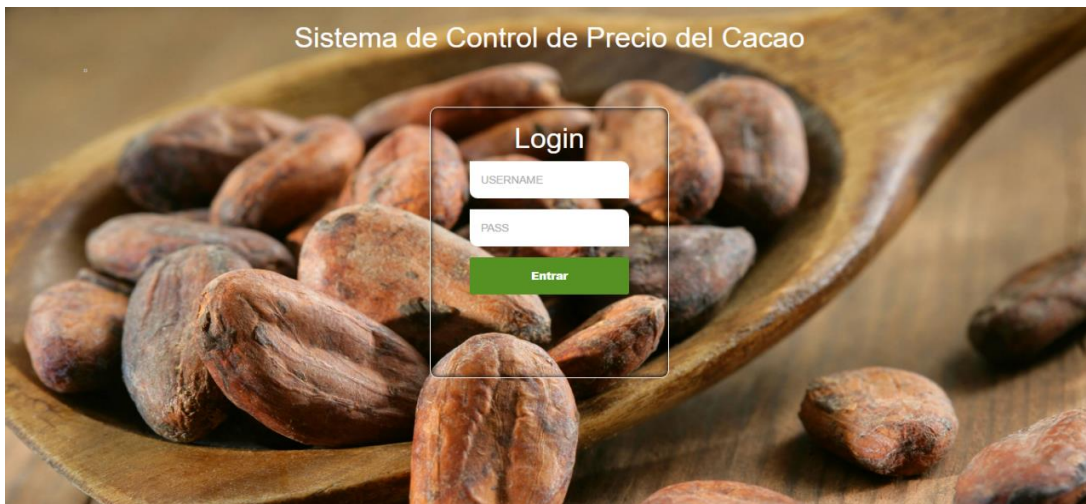 Sistema de Control de Precio del Cacao
Login
USERNAME
PASS
Entrar